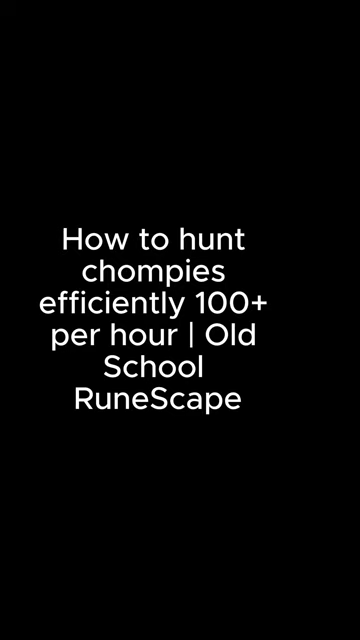 How to hunt
chompies
efficiently 100+
per hour | Old
School
RuneScape